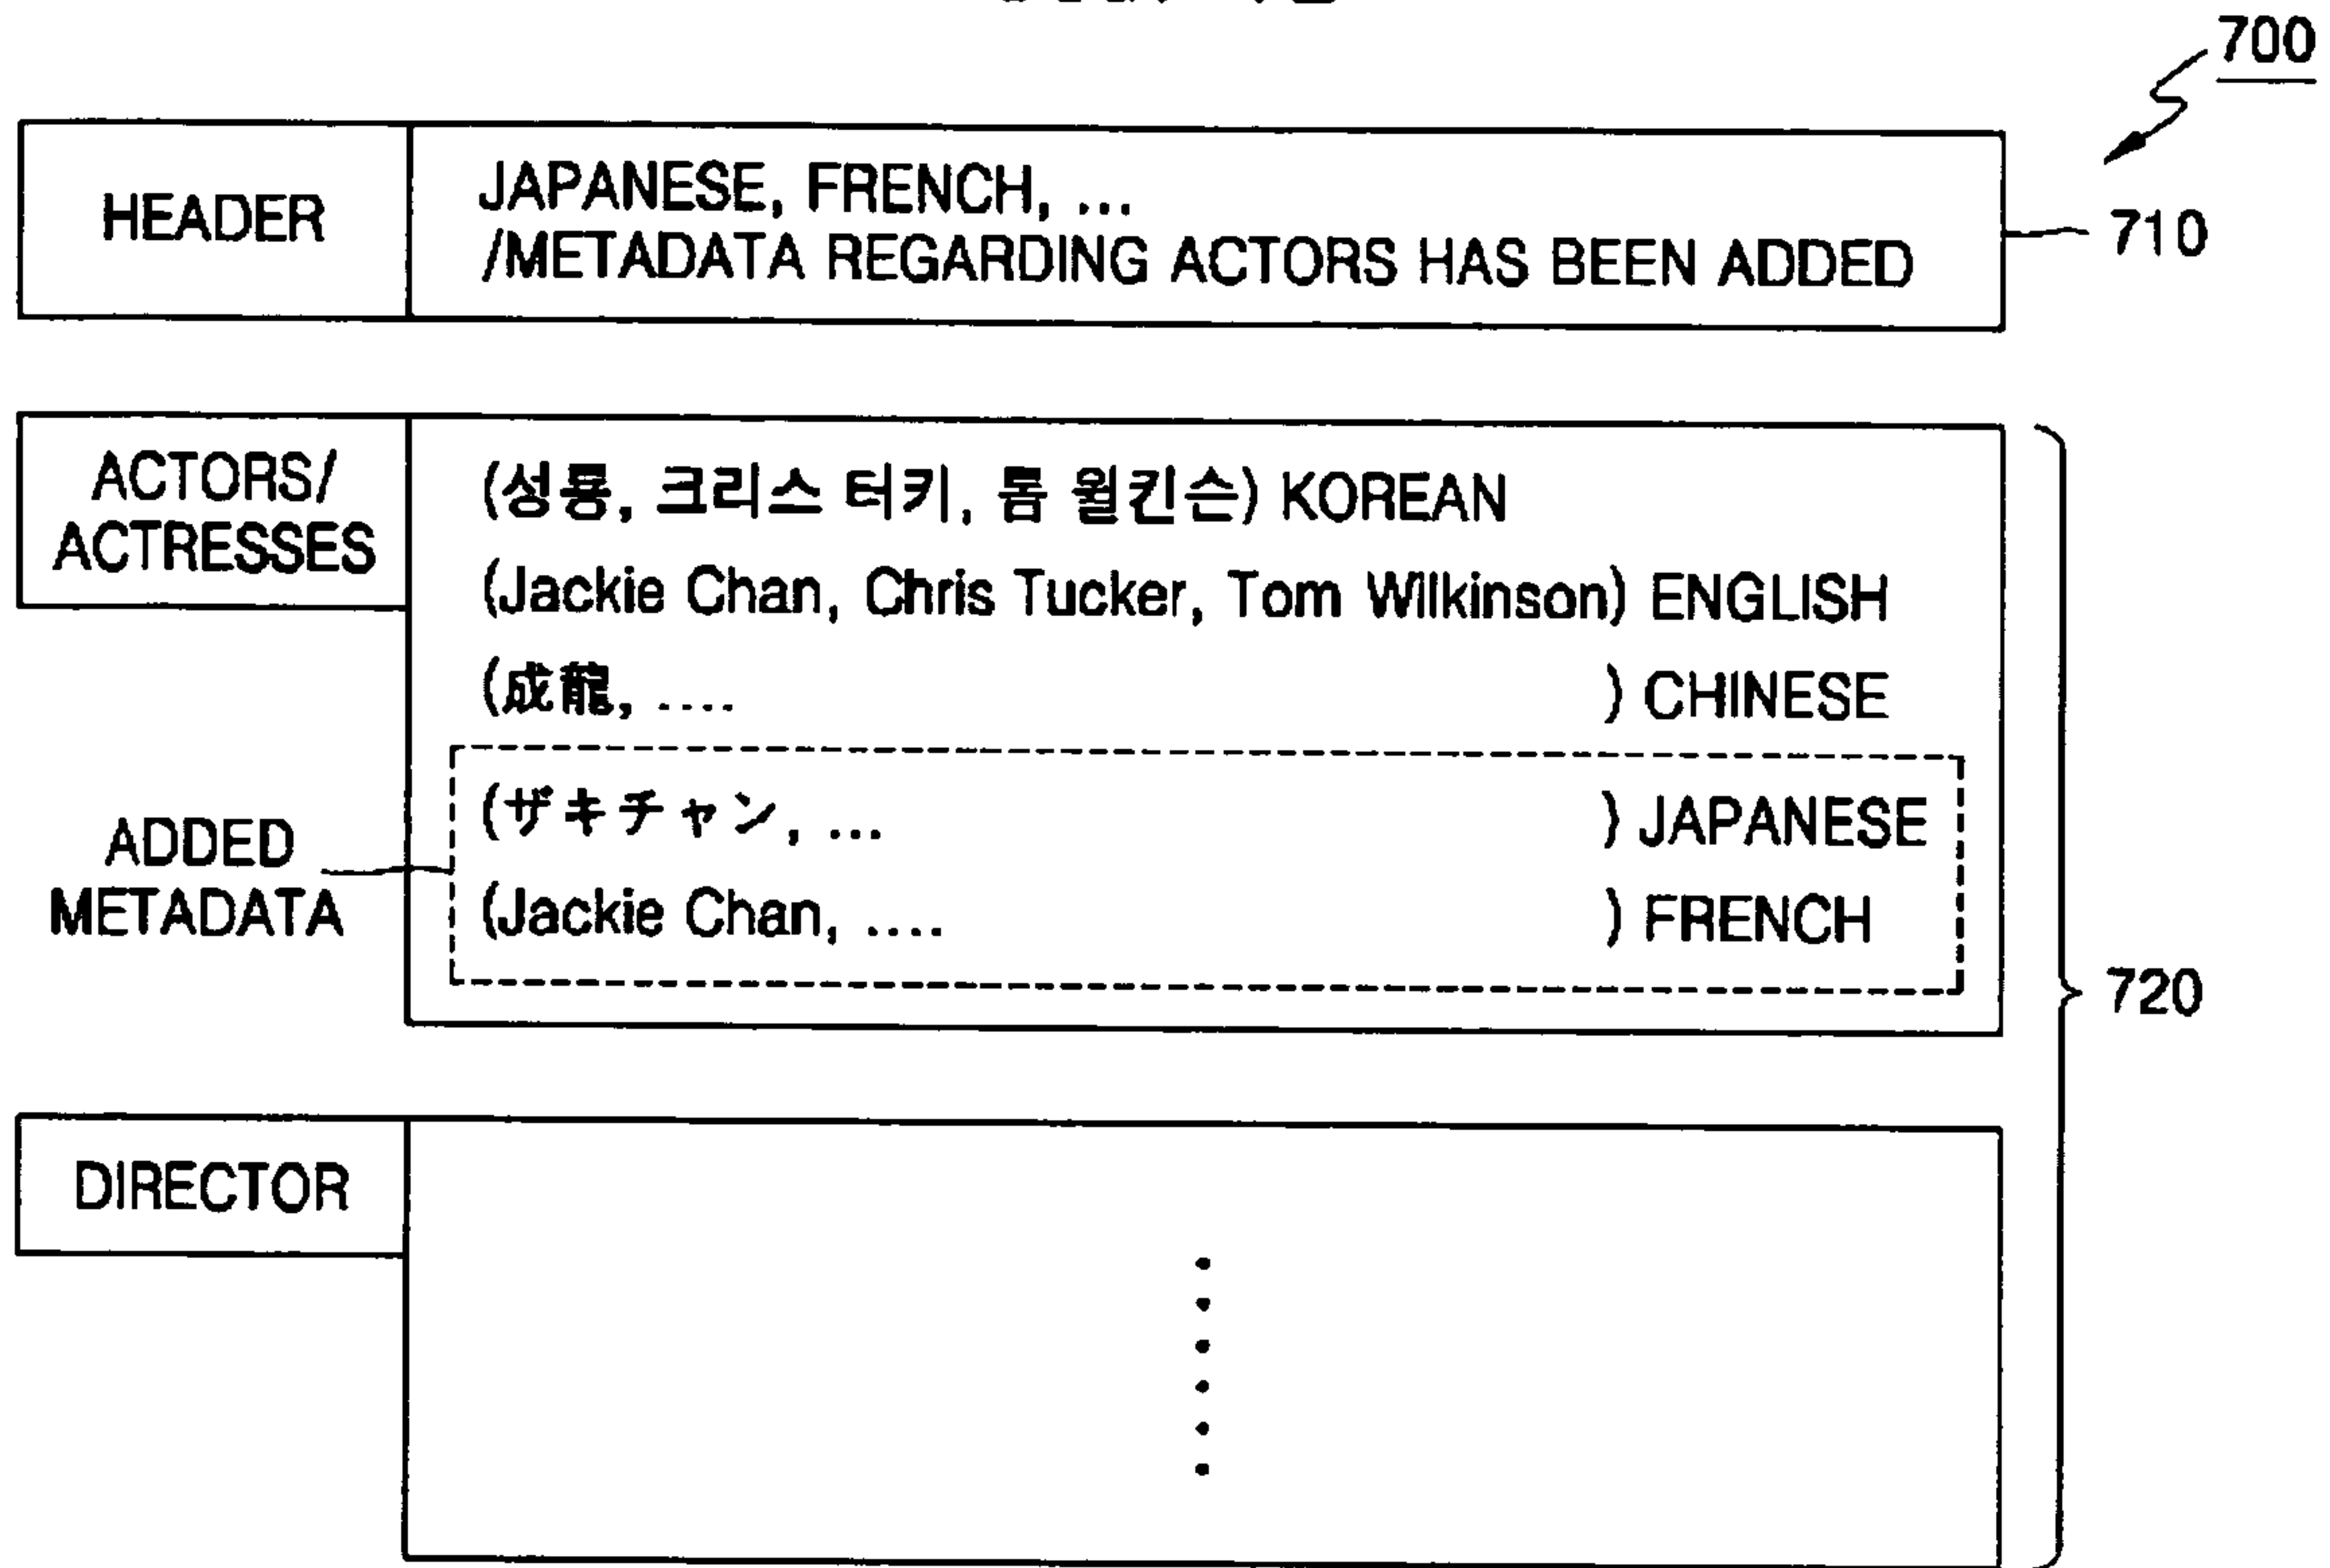 700
HEADER
JAPANESE, FRENCH, ...
/METADATA REGARDING ACTORS HAS BEEN ADDED
710
ACTORS/
ACTRESSES
(성룡, 크리스 터키, 톰 윌킨슨) KOREAN
(Jackie Chan, Chris Tucker, Tom Wilkinson) ENGLISH
(成龍, .... ) CHINESE
ADDED
METADATA
(ザキチャン, ... ) JAPANESE
(Jackie Chan, .... ) FRENCH
720
DIRECTOR